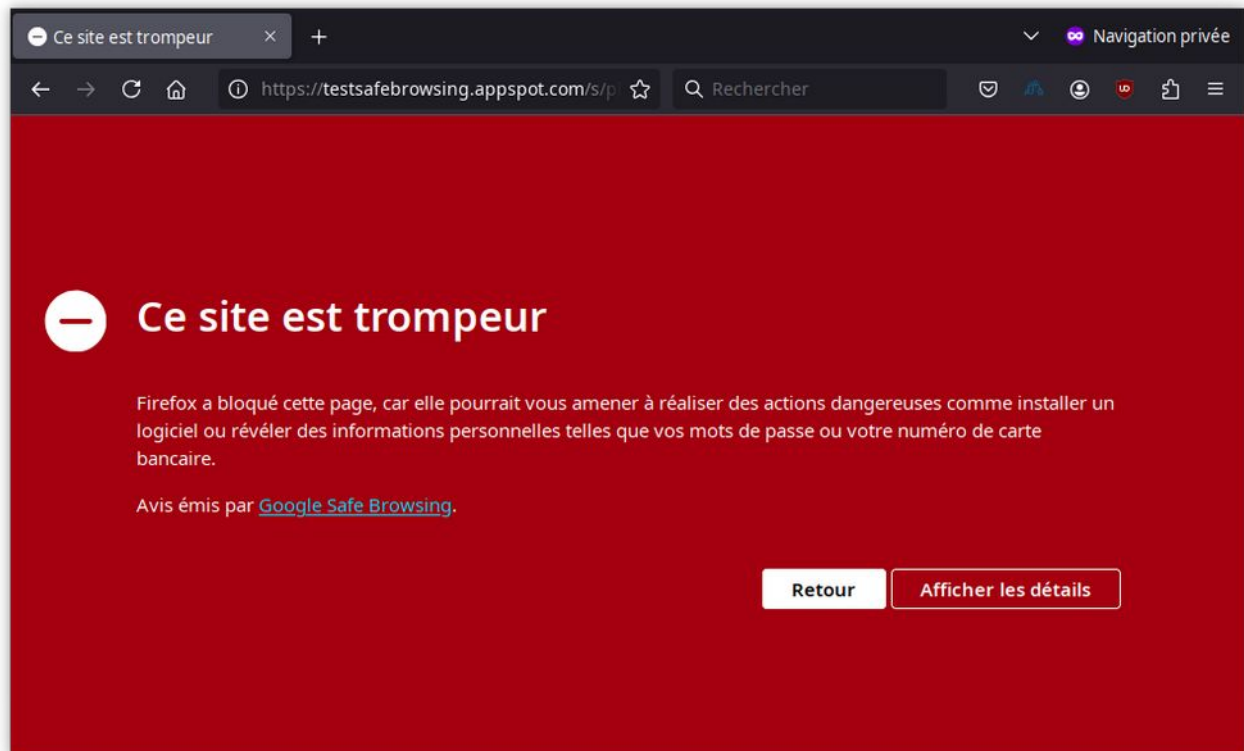 Ce site est trompeur
Navigation privée
https://testsafebrowsing.appspot.com/s/p
Rechercher
Ce site est trompeur
Firefox a bloqué cette page, car elle pourrait vous amener à réaliser des actions dangereuses comme installer un
logiciel ou révéler des informations personnelles telles que vos mots de passe ou votre numéro de carte
bancaire.
Avis émis par Google Safe Browsing.
Retour
Afficher les détails